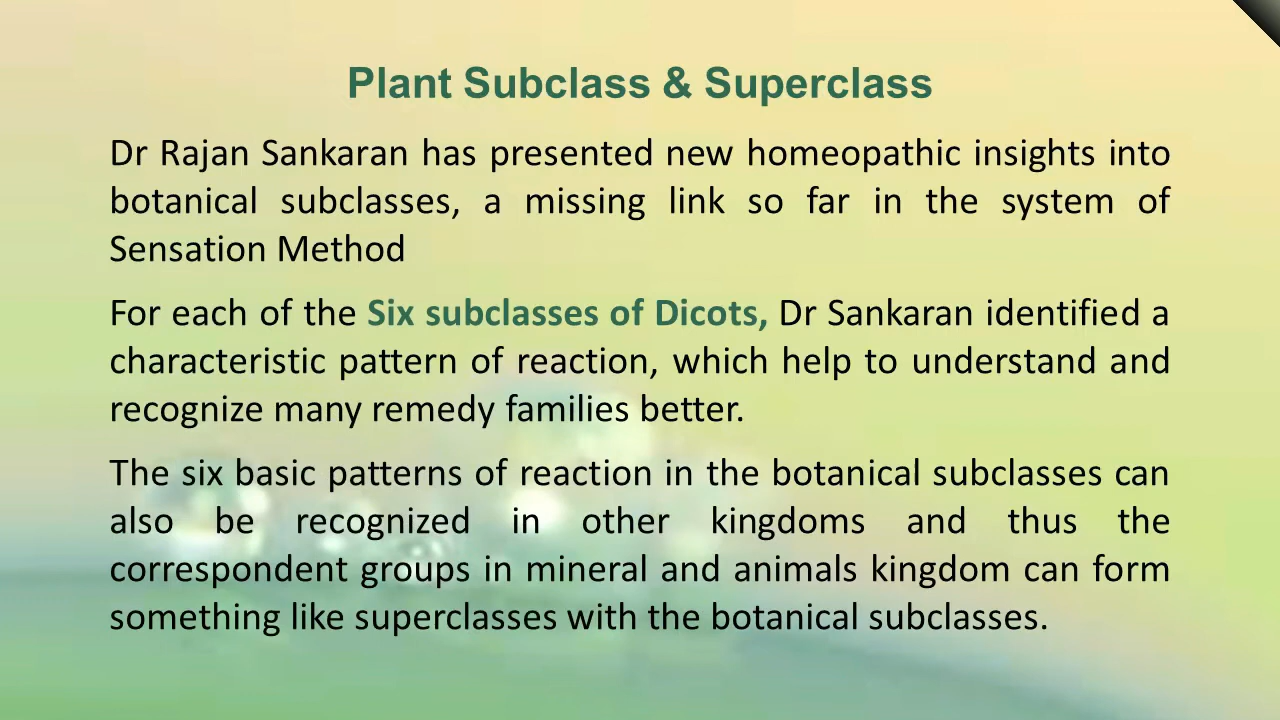 Plant Subclass & Superclass
Dr Rajan Sankaran has presented new homeopathic insights into
botanical subclasses, a missing link so far in the system of
Sensation Method
For each of the Six subclasses of Dicots, Dr Sankaran identified a
characteristic pattern of reaction, which help to understand and
recognize many remedy families better.
The six basic patterns of reaction in the botanical subclasses can
also be recognized in other kingdoms and thus the
correspondent groups in mineral and animals kingdom can form
something like superclasses with the botanical subclasses.